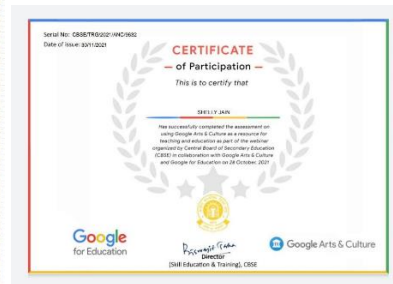 Serial No: CBSE/TRG/2021/ANC/5632
Date of Issue: 30/11/2021
CERTIFICATE
— of Participation —
This is to certify that
SHELLY JAIN
Has successfully completed the assessment on
using Google Arts & Culture as a resource for
teaching and education as part of the webinar
organized by Central Board of Secondary Education
(CBSE) in collaboration with Google Arts & Culture
and Google for Education on 28 October, 2021
Google
for Education
Director
(Skill Education & Training), CBSE
Google Arts & Culture